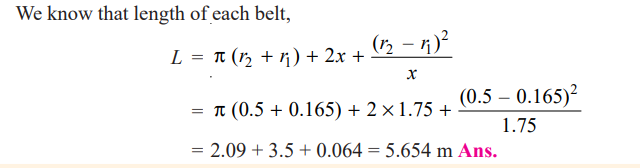 We know that length of each belt,
L = π (r₂ + r₁) + 2x + (r₂ – r₁)² / x
= π (0.5 + 0.165) + 2 × 1.75 + (0.5 – 0.165)² / 1.75
= 2.09 + 3.5 + 0.064 = 5.654 m Ans.